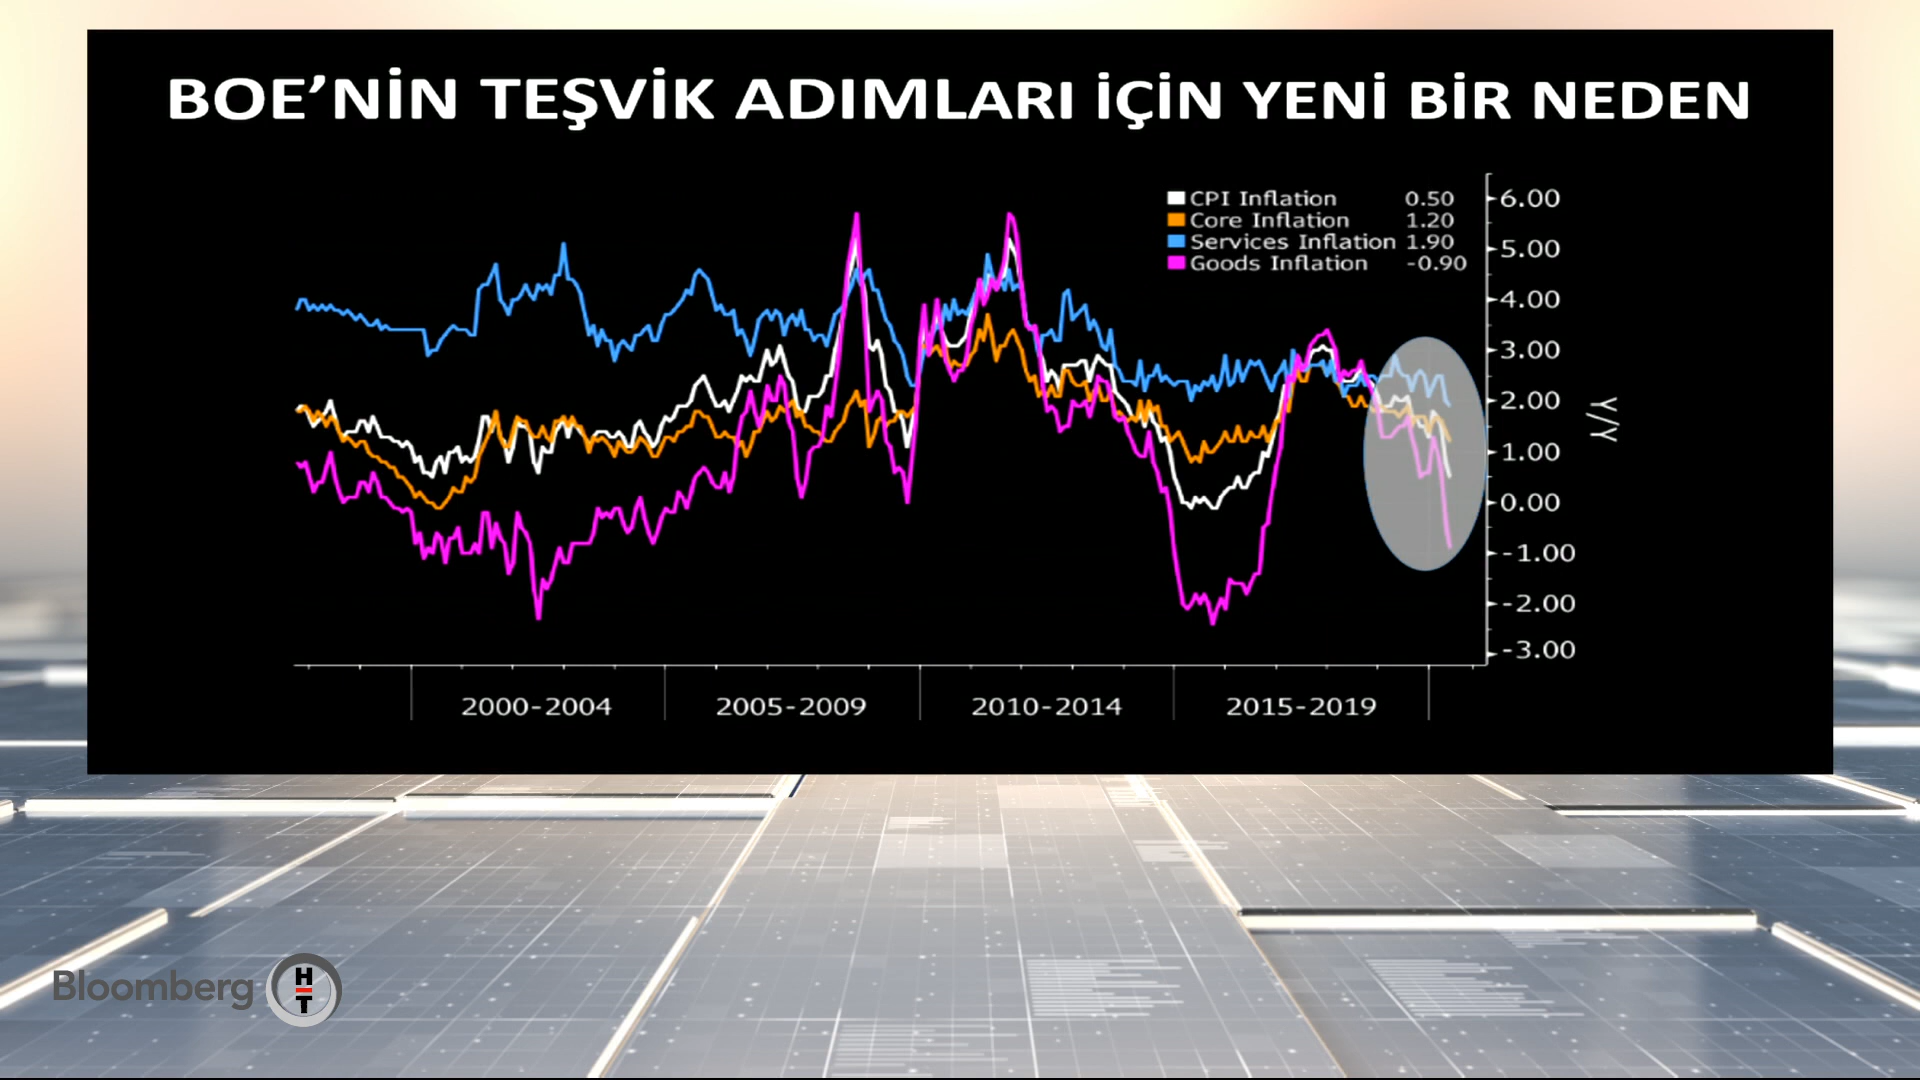 BOE’NİN TEŞVİK ADIMLARI İÇİN YENİ BİR NEDEN
CPI Inflation 0.50
Core Inflation 1.20
Services Inflation 1.90
Goods Inflation -0.90
6.00
5.00
4.00
3.00
2.00
1.00
0.00
-1.00
-2.00
-3.00
Y/Y
2000-2004 2005-2009 2010-2014 2015-2019
Bloomberg HT